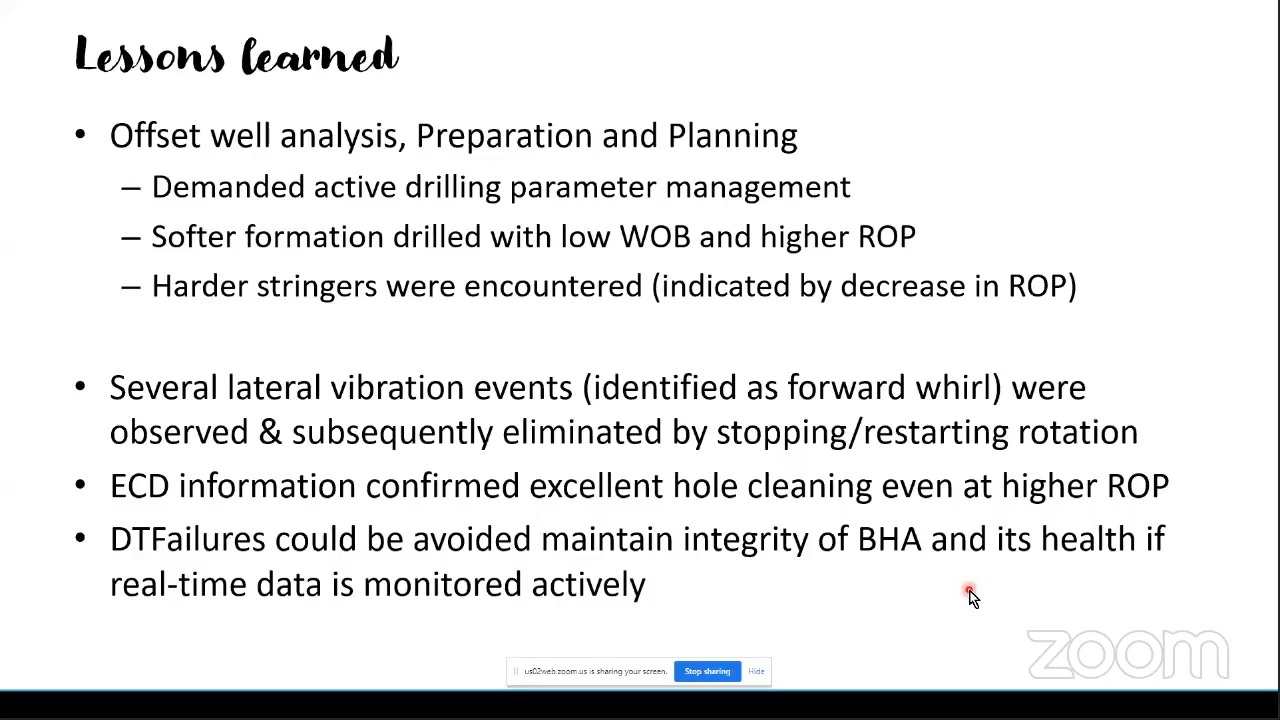 Lessons learned
• Offset well analysis, Preparation and Planning
– Demanded active drilling parameter management
– Softer formation drilled with low WOB and higher ROP
– Harder stringers were encountered (indicated by decrease in ROP)
• Several lateral vibration events (identified as forward whirl) were
observed & subsequently eliminated by stopping/restarting rotation
• ECD information confirmed excellent hole cleaning even at higher ROP
• DTFailures could be avoided maintain integrity of BHA and its health if
real-time data is monitored actively
zoom
us02web.zoom.us is sharing your screen. Stop sharing Hide